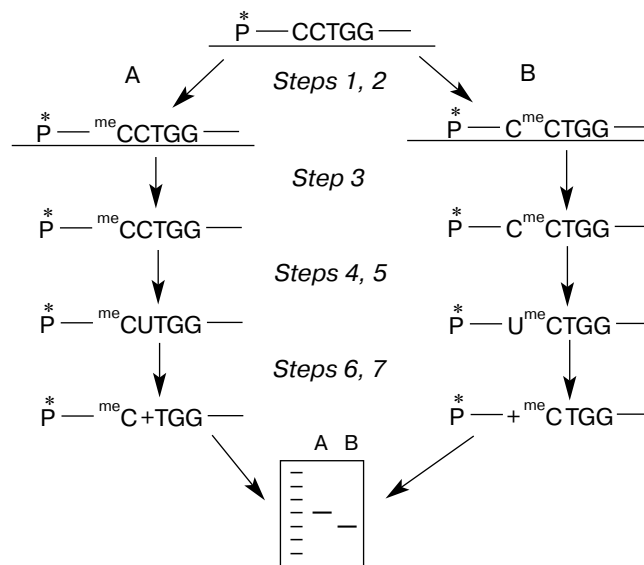 *
P — CCTGG —
A
Steps 1, 2
B
*
P — meCCTGG —
*
P — CmeCTGG —
Step 3
*
P — meCCTGG —
*
P — CmeCTGG —
Steps 4, 5
*
P — meCUTGG —
*
P — UmeCTGG —
Steps 6, 7
*
P — meC+TGG —
*
P — + meCTGG —
A B